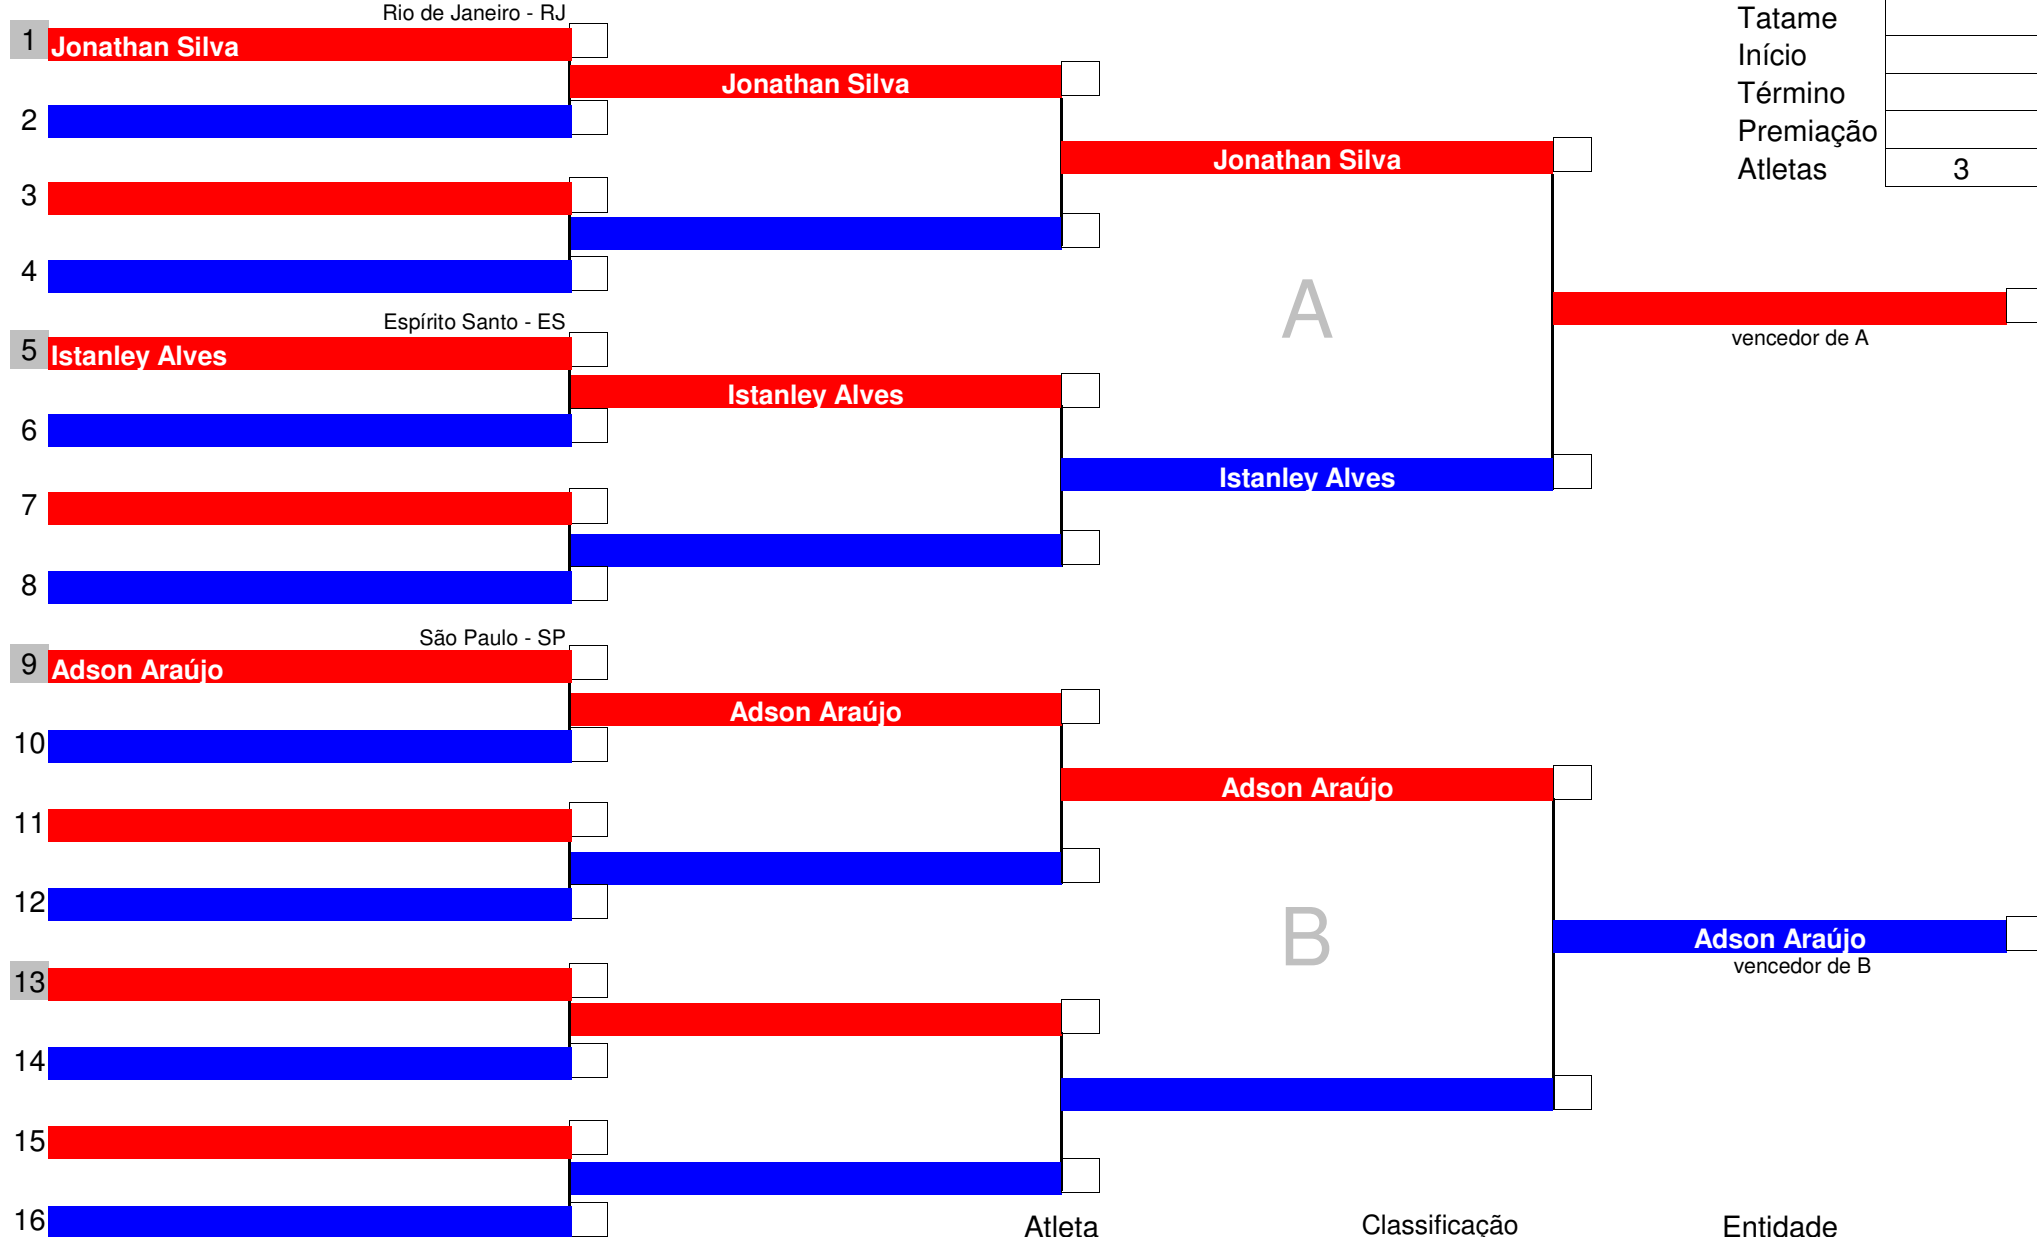 Rio de Janeiro - RJ
Tatame
1 Jonathan Silva
Início
Jonathan Silva
Término
2
Premiação
Jonathan Silva
Atletas 3
3
4
A
Espírito Santo - ES
vencedor de A
5 Istanley Alves
Istanley Alves
6
Istanley Alves
7
8
São Paulo - SP
9 Adson Araújo
Adson Araújo
10
Adson Araújo
11
12
B
Adson Araújo
vencedor de B
13
14
15
16
Atleta Classificação Entidade